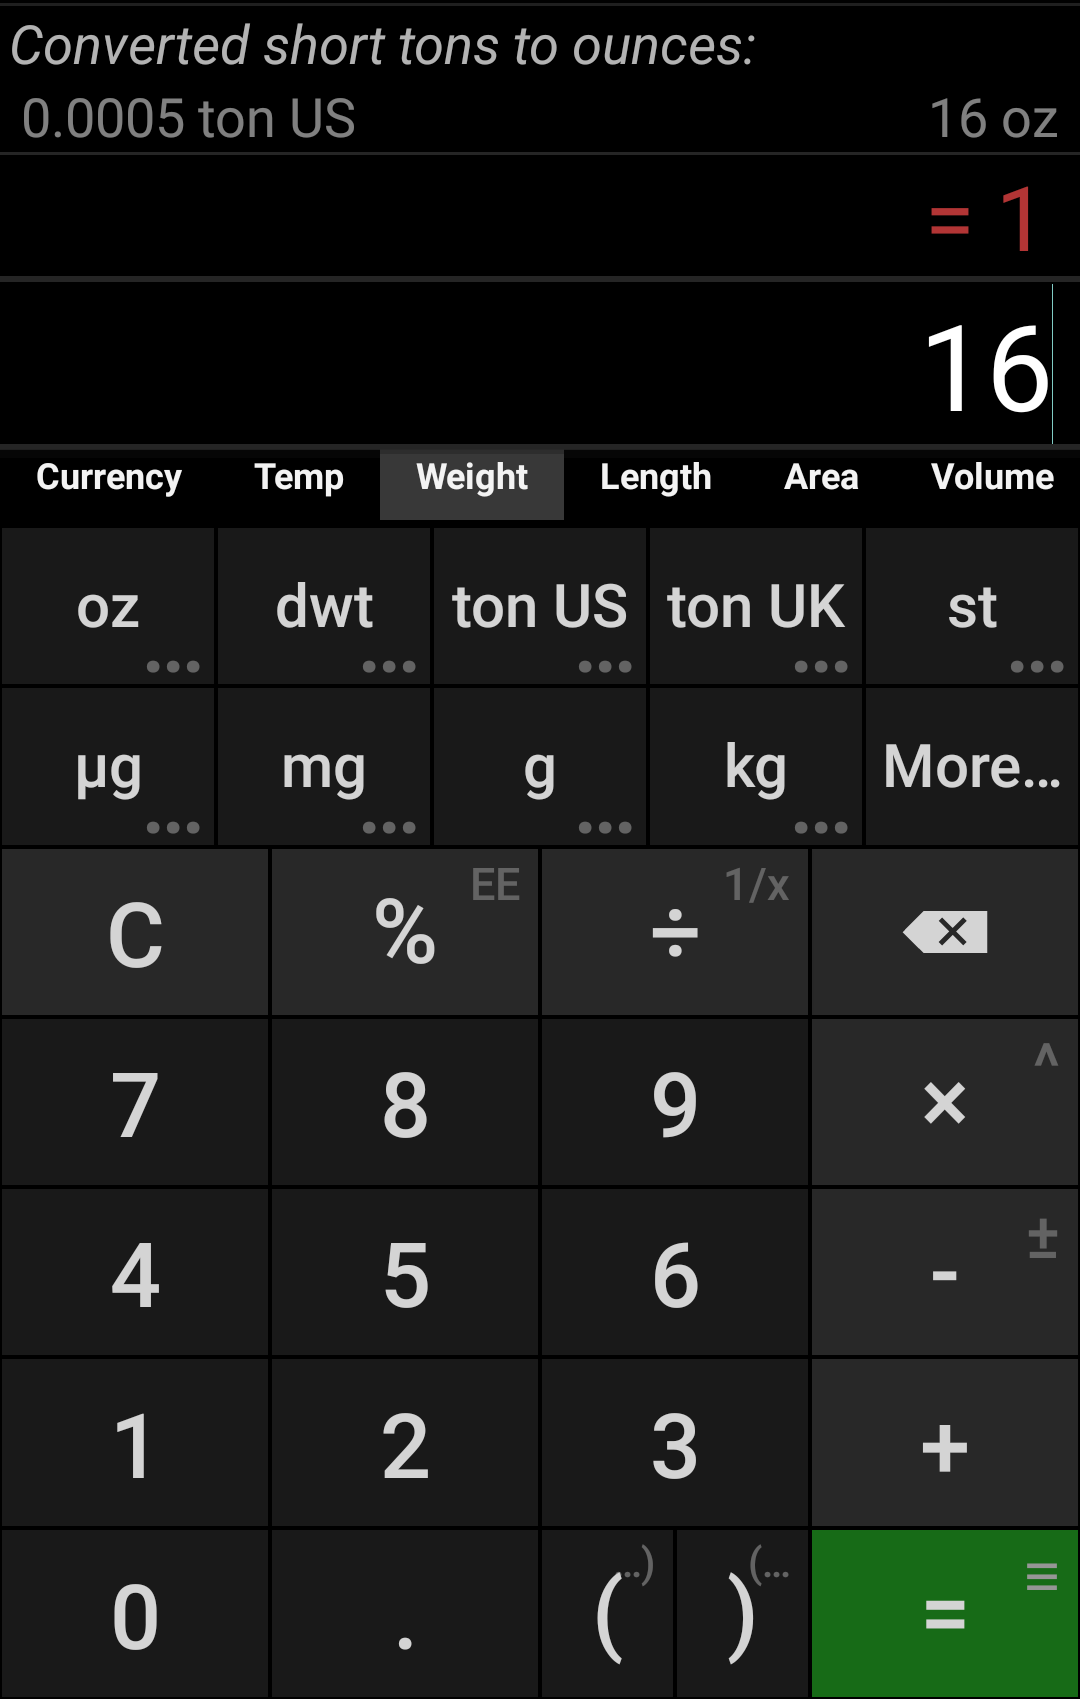 Converted short tons to ounces:
0.0005 ton US 16 oz
= 1
16
Currency Temp Weight Length Area Volume
oz dwt ton US ton UK st
µg mg g kg More...
C % EE ÷ 1/x
7 8 9 × ^
4 5 6 - ±
1 2 3 +
0 . ( ..) ) (... =